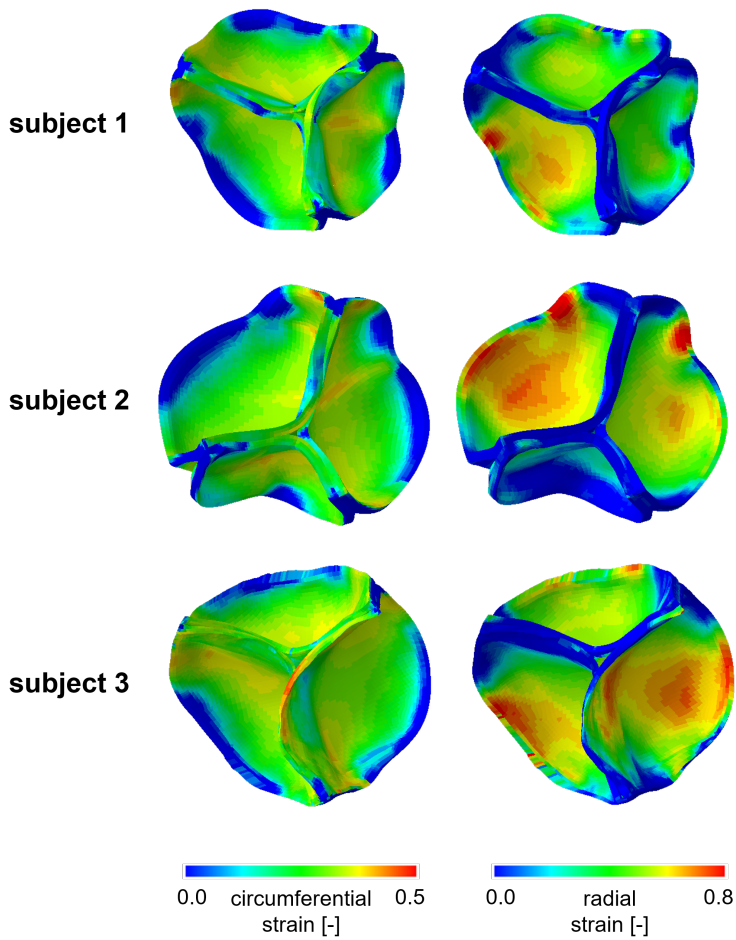 subject 1
subject 2
subject 3
0.0 circumferential 0.5
strain [-]
0.0 radial 0.8
strain [-]